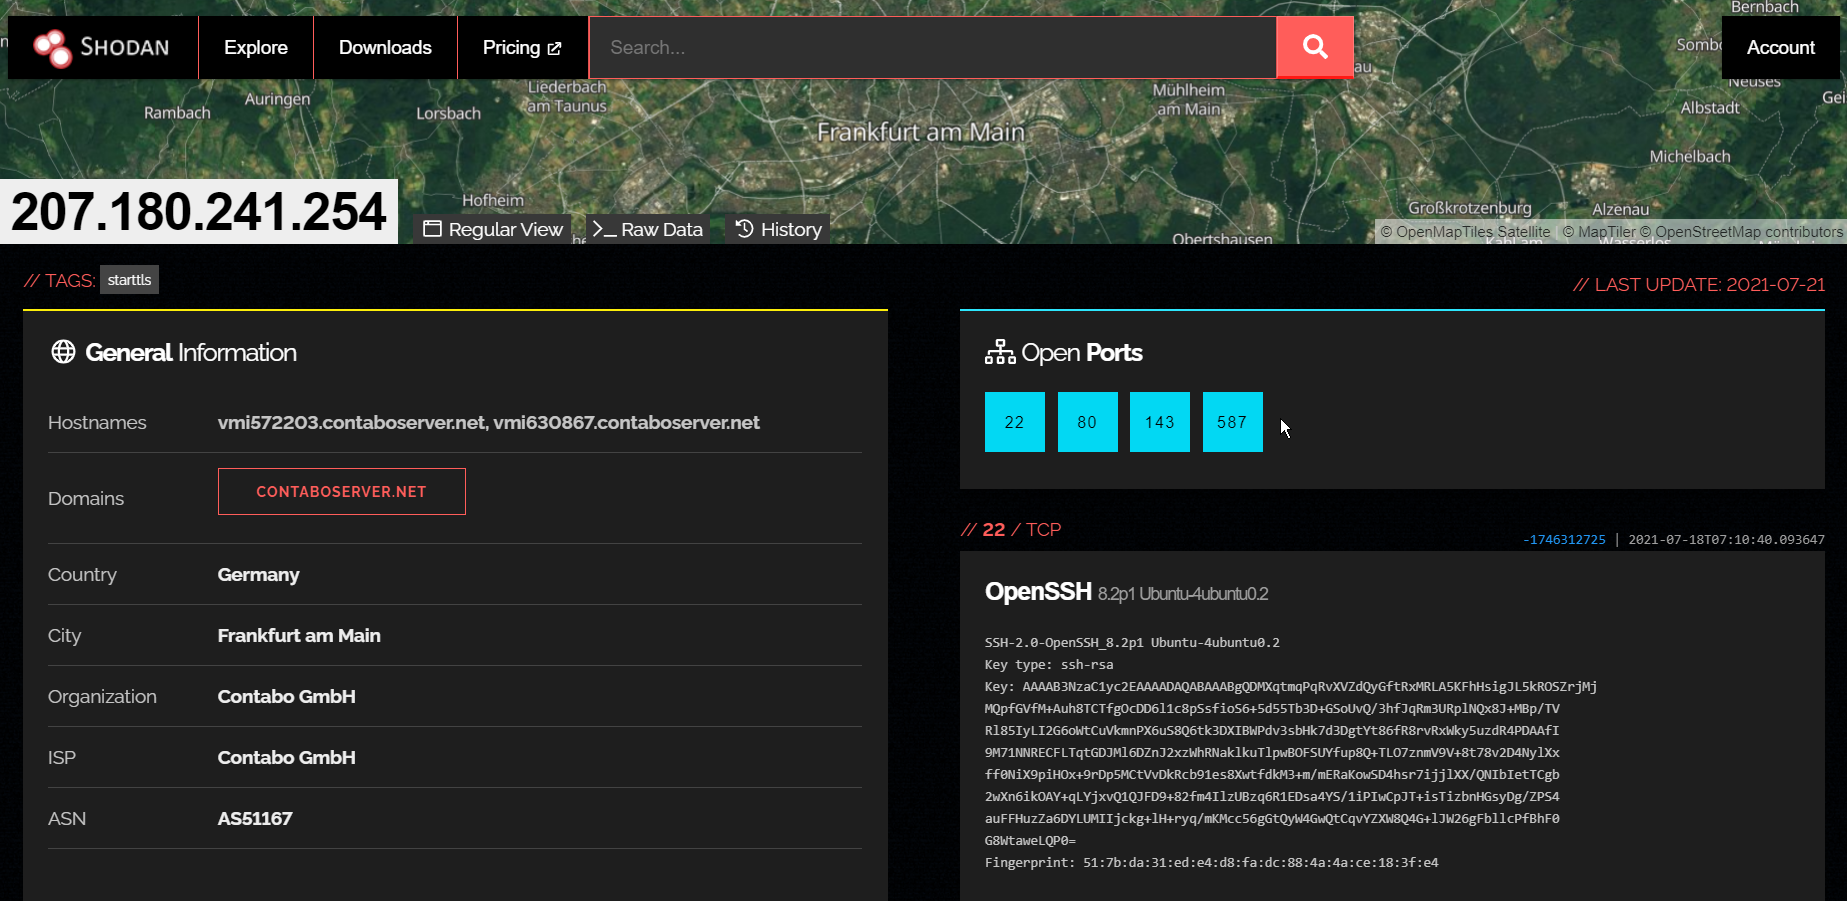 Bernbach
SHODAN
Explore
Downloads
Pricing
Search...
Account
Neuses
Liederbach
am Taunus
Mühlheim
am Main
Auringen
Rambach
Lorsbach
Albstadt
Frankfurt am Main
Michelbach
Hofheim
Großkrotzenburg
Alzenau
207.180.241.254
Regular View
Raw Data
History
Obertshausen
© OpenMapTiles Satellite © MapTiler © OpenStreetMap contributors
// TAGS: starttls
// LAST UPDATE: 2021-07-21
General Information
Hostnames vmi572203.contaboserver.net, vmi630867.contaboserver.net
Domains CONTABOSERVER.NET
Country Germany
City Frankfurt am Main
Organization Contabo GmbH
ISP Contabo GmbH
ASN AS51167
Open Ports
22 80 143 587
// 22 / TCP
-1746312725 | 2021-07-18T07:10:40.093647
OpenSSH 8.2p1 Ubuntu-4ubuntu0.2
SSH-2.0-OpenSSH_8.2p1 Ubuntu-4ubuntu0.2
Key type: ssh-rsa
Key: AAAAB3NzaC1yc2EAAAADAQABAAABgQDMXqtmqPqRvXVZdQyGftRxMRLA5KFhHsigJL5kROSZrjMj
MQpfGVfM+Auh8TCTfgOcDD6l1c8pSsfioS6+5d55Tb3D+GSoUvQ/3hfJqRm3URplNQx8J+MBp/TV
Rl85IyLI2G6oWtCuVkmnPX6uS8Q6tk3DXIBWPdv3sbHk7d3DgtYt86fR8rvRxWky5uzdR4PDAAfI
9M71NNRECFLTqtGDJMl6DZnJ2xzWhRNaklkuTlpwBOFSUYfup8Q+TLO7znmV9V+8t78v2D4NylXx
ff0NiX9piHOx+9rDp5MCtVvDkRcb91es8XwtfdkM3+m/mERaKowSD4hsr7ijjlXX/QNIbIetTCgb
2wXn6ikOAY+qLYjxvQ1QJFD9+82fm4IlzUBzq6R1EDsa4YS/1iPIwCpJT+isTizbnHGsyDg/ZPS4
auFFHuzZa6DYLUMIIjckg+lH+ryq/mKMcc56gGtQyW4GwQtCqvYZXW8Q4G+lJW26gFbllcPfBhF0
G8WtaweLQP0=
Fingerprint: 51:7b:da:31:ed:e4:d8:fa:dc:88:4a:4a:ce:18:3f:e4